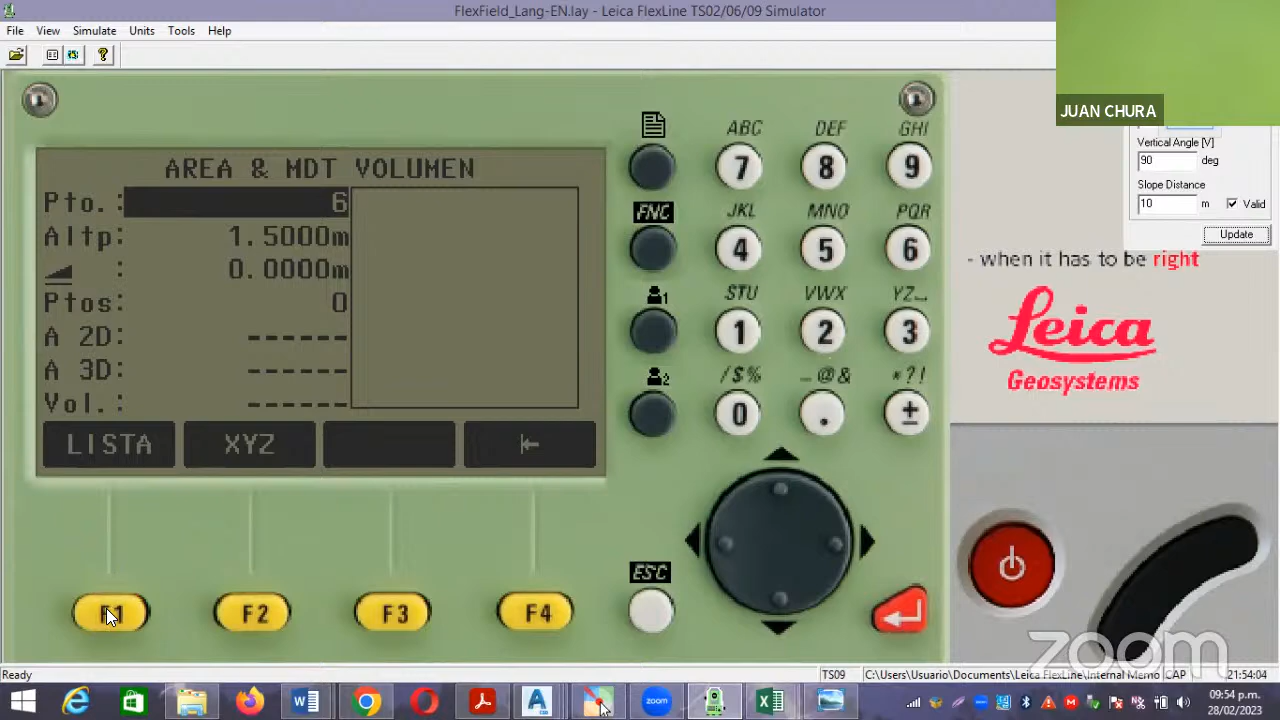 FlexField_Lang-EN.lay - Leica FlexLine TS02/06/09 Simulator
File View Simulate Units Tools Help
JUAN CHURA
Vertical Angle [V]
90 deg
Slope Distance
10 m Valid
Update
- when it has to be right
Leica
Geosystems
AREA & MDT VOLUMEN
Pto.: 6
Altp: 1.5000m
: 0.0000m
Ptos: 0
A 2D: ------
A 3D: ------
Vol.: ------
LISTA XYZ
F1 F2 F3 F4
ABC DEF GHI
7 8 9
FNC JKL MNO PQR
4 5 6
1 STU VWX YZ_
1 2 3
2 /$% _@& *?!
0 . ±
ESC
zoom
Ready TS09 C:\Users\Usuario\Documents\Leica FlexLine\Internal Memo CAP 21:54:04
zoom
09:54 p.m.
28/02/2023